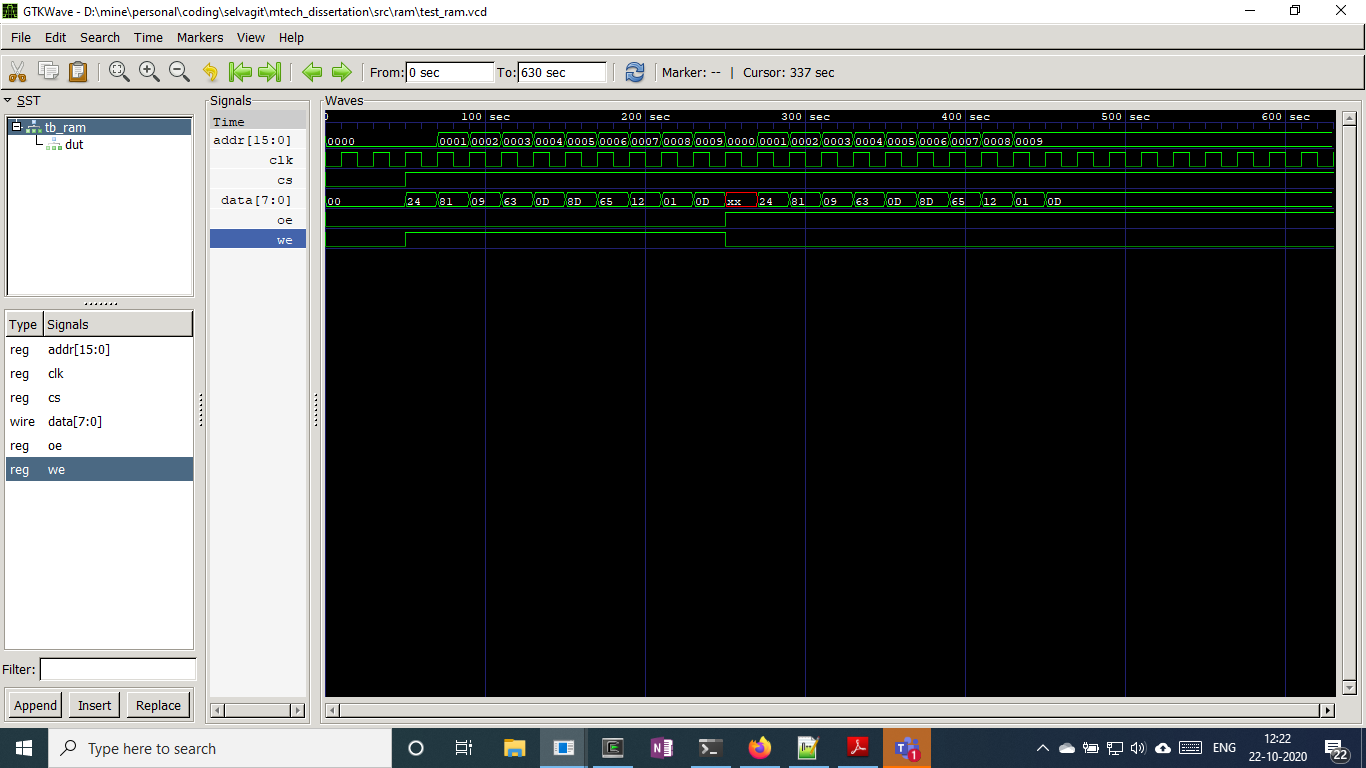 GTKWave - D:\mine\personal\coding\selvagit\mtech_dissertation\src\ram\test_ram.vcd
File Edit Search Time Markers View Help
From: 0 sec To: 630 sec Marker: -- | Cursor: 337 sec
SST
tb_ram
dut
Type Signals
reg addr[15:0]
reg clk
reg cs
wire data[7:0]
reg oe
reg we
Filter:
Append Insert Replace
Signals
Time
addr[15:0]
clk
cs
data[7:0]
oe
we
Waves
0 100 sec 200 sec 300 sec 400 sec 500 sec 600 sec
0000 0001 0002 0003 0004 0005 0006 0007 0008 0009 0000 0001 0002 0003 0004 0005 0006 0007 0008 0009
00 24 81 09 63 0D 8D 65 12 01 0D xx 24 81 09 63 0D 8D 65 12 01 0D
Type here to search
ENG
12:22
22-10-2020
1
22